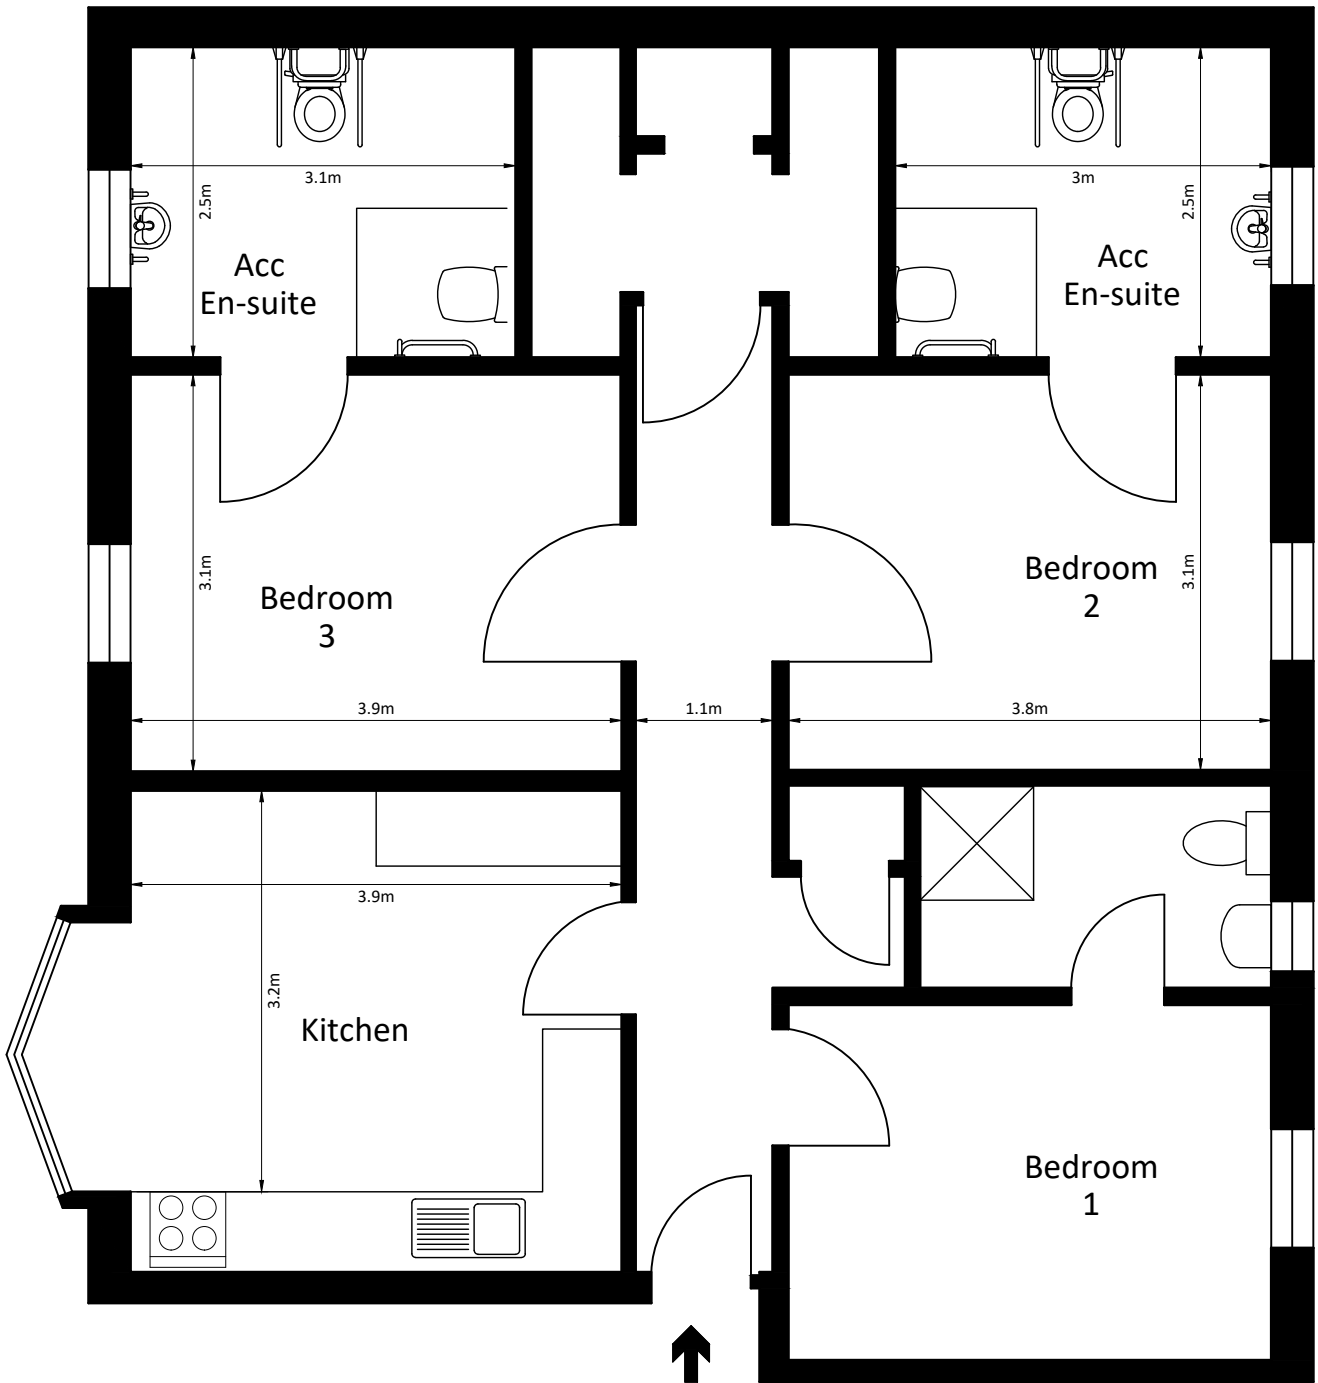 3.1m
2.5m
Acc
En-suite
3m
2.5m
Acc
En-suite
3.1m
Bedroom
3
3.9m
1.1m
Bedroom
2
3.1m
3.8m
3.9m
3.2m
Kitchen
Bedroom
1